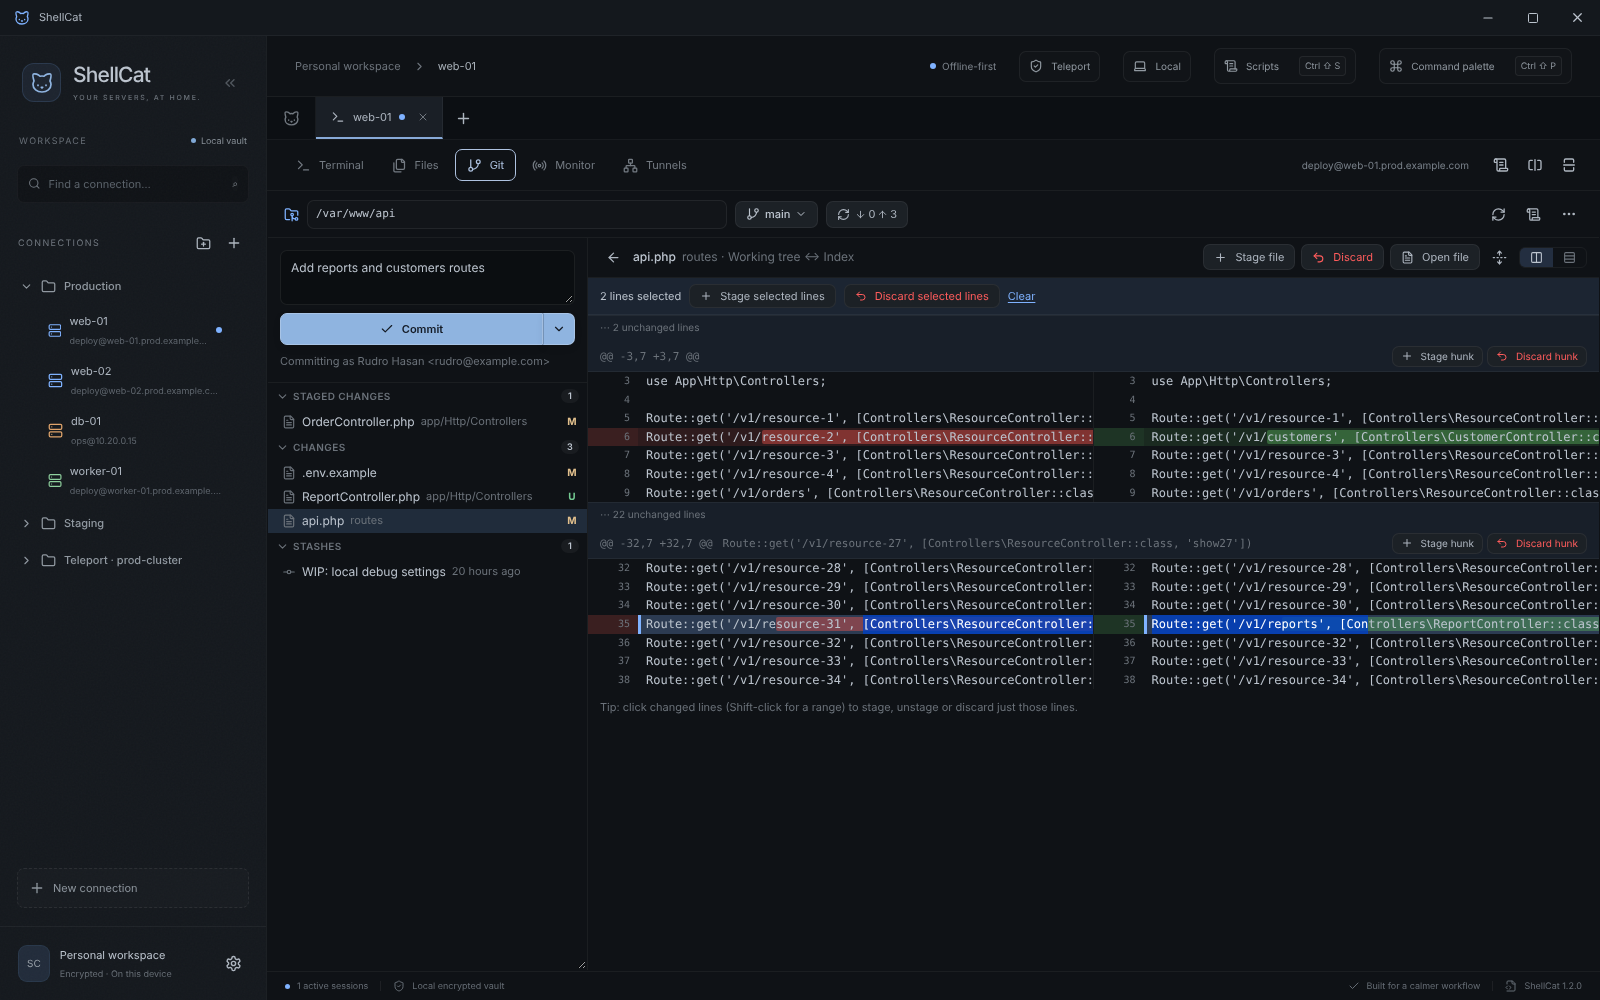 ShellCat
ShellCat
YOUR SERVERS, AT HOME.
WORKSPACE
Local vault
Find a connection...
CONNECTIONS
Production
web-01
deploy@web-01.prod.example...
web-02
deploy@web-02.prod.example.c...
db-01
ops@10.20.0.15
worker-01
deploy@worker-01.prod.example....
Staging
Teleport · prod-cluster
New connection
SC
Personal workspace
Encrypted · On this device
Personal workspace > web-01
Offline-first
Teleport
Local
Scripts Ctrl ⇧ S
Command palette Ctrl ⇧ P
web-01
Terminal
Files
Git
Monitor
Tunnels
deploy@web-01.prod.example.com
/var/www/api
main
↓ 0 ↑ 3
Add reports and customers routes
Commit
Committing as Rudro Hasan <rudro@example.com>
STAGED CHANGES 1
OrderController.php app/Http/Controllers M
CHANGES 3
.env.example M
ReportController.php app/Http/Controllers U
api.php routes M
STASHES 1
WIP: local debug settings 20 hours ago
api.php routes · Working tree ↔ Index
Stage file
Discard
Open file
2 lines selected
Stage selected lines
Discard selected lines
Clear
··· 2 unchanged lines
@@ -3,7 +3,7 @@
Stage hunk
Discard hunk
3 use App\Http\Controllers; 3 use App\Http\Controllers;
4 4
5 Route::get('/v1/resource-1', [Controllers\ResourceController:: 5 Route::get('/v1/resource-1', [Controllers\ResourceController::
6 Route::get('/v1/resource-2', [Controllers\ResourceController:: 6 Route::get('/v1/customers', [Controllers\CustomerController::c
7 Route::get('/v1/resource-3', [Controllers\ResourceController:: 7 Route::get('/v1/resource-3', [Controllers\ResourceController::
8 Route::get('/v1/resource-4', [Controllers\ResourceController:: 8 Route::get('/v1/resource-4', [Controllers\ResourceController::
9 Route::get('/v1/orders', [Controllers\ResourceController::clas 9 Route::get('/v1/orders', [Controllers\ResourceController::clas
··· 22 unchanged lines
@@ -32,7 +32,7 @@ Route::get('/v1/resource-27', [Controllers\ResourceController::class, 'show27'])
Stage hunk
Discard hunk
32 Route::get('/v1/resource-28', [Controllers\ResourceController: 32 Route::get('/v1/resource-28', [Controllers\ResourceController:
33 Route::get('/v1/resource-29', [Controllers\ResourceController: 33 Route::get('/v1/resource-29', [Controllers\ResourceController:
34 Route::get('/v1/resource-30', [Controllers\ResourceController: 34 Route::get('/v1/resource-30', [Controllers\ResourceController:
35 Route::get('/v1/resource-31', [Controllers\ResourceController: 35 Route::get('/v1/reports', [Controllers\ReportController::class
36 Route::get('/v1/resource-32', [Controllers\ResourceController: 36 Route::get('/v1/resource-32', [Controllers\ResourceController:
37 Route::get('/v1/resource-33', [Controllers\ResourceController: 37 Route::get('/v1/resource-33', [Controllers\ResourceController:
38 Route::get('/v1/resource-34', [Controllers\ResourceController: 38 Route::get('/v1/resource-34', [Controllers\ResourceController:
Tip: click changed lines (Shift-click for a range) to stage, unstage or discard just those lines.
1 active sessions
Local encrypted vault
Built for a calmer workflow
ShellCat 1.2.0